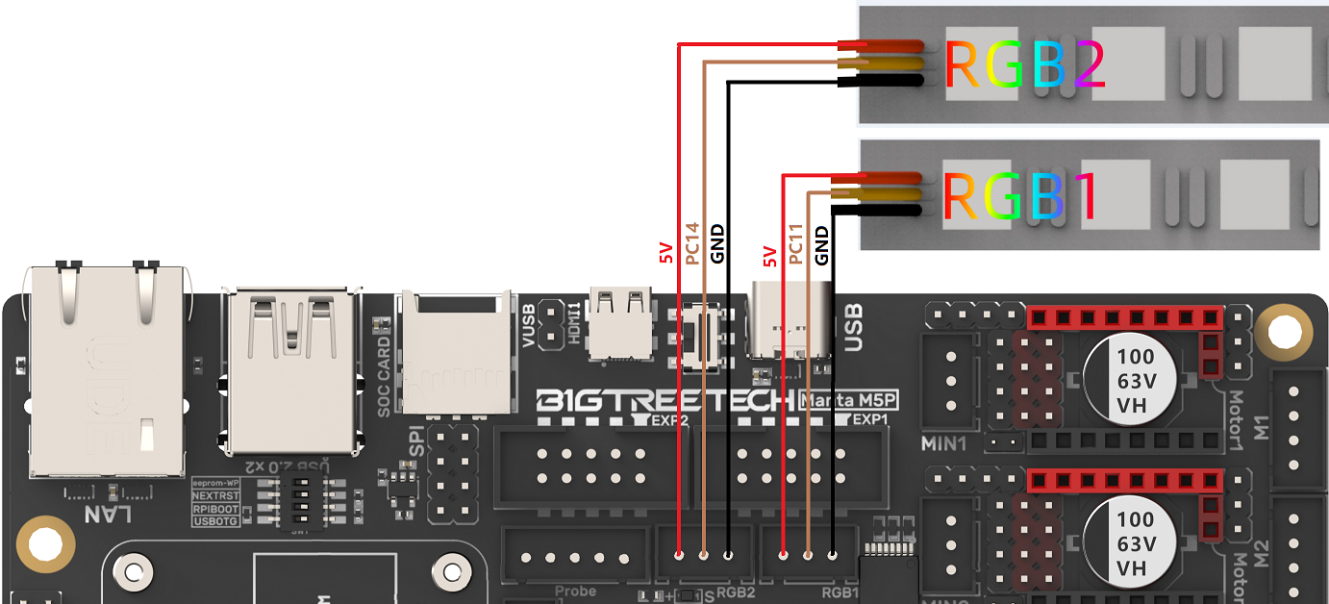 RGB2
RGB1
5V
PC14
GND
5V
PC11
GND
VUSB
HDMI1
USB
SOC CARD
BIGTREETECH Manta M5P
EXP2
EXP1
SPI
MIN1
100
63V
VH
Motor1
M1
USB 2.0 ×2
eeprom-WP
NEXTRST
RPIBOOT
USBOTG
LAN
100
63V
VH
M2
Probe
+
S
RGB2
RGB1